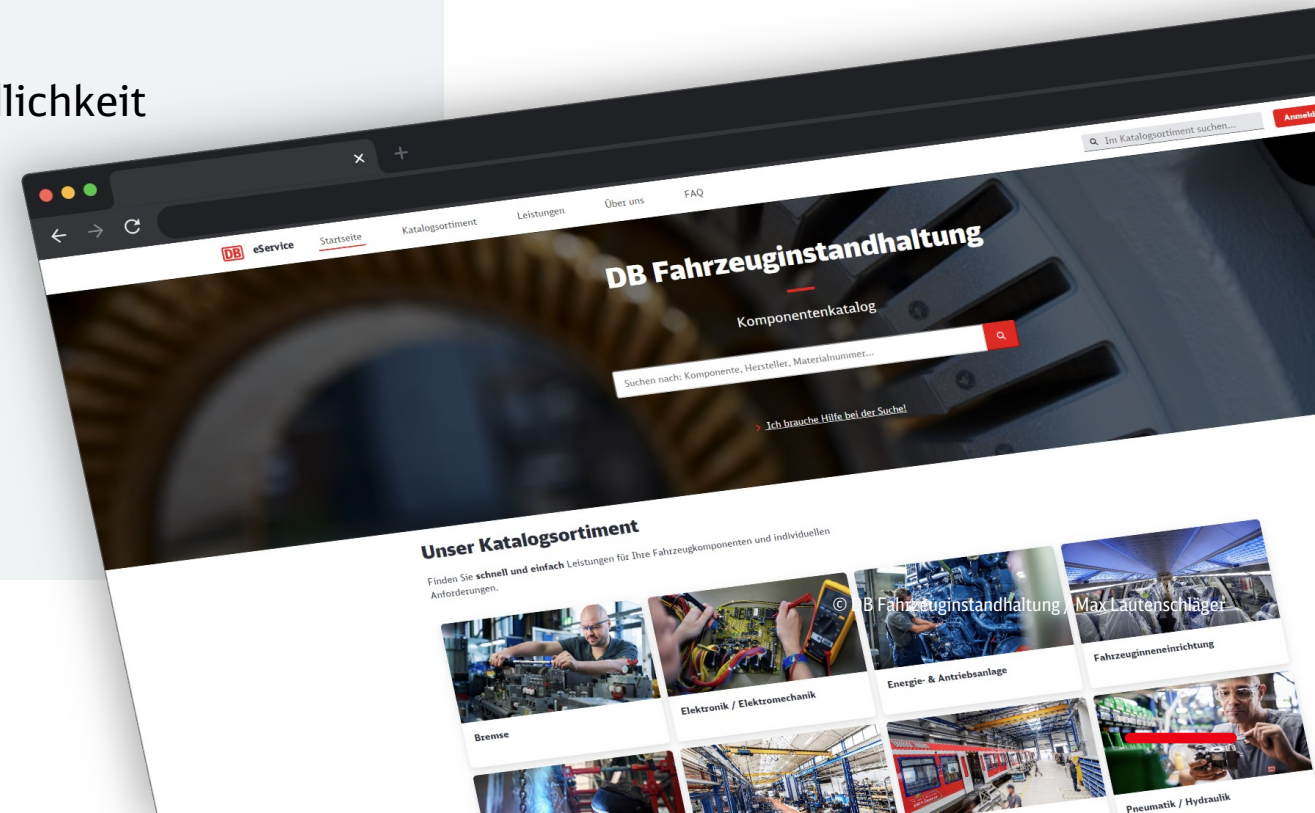 DB eService Startseite Katalogsortiment Leistungen Über uns FAQ
Im Katalogsortiment suchen...
DB Fahrzeuginstandhaltung
Komponentenkatalog
Suchen nach: Komponente, Hersteller, Materialnummer...
Ich brauche Hilfe bei der Suche!
Unser Katalogsortiment
Finden Sie schnell und einfach Leistungen für Ihre Fahrzeugkomponenten und individuellen
Anforderungen.
© DB Fahrzeuginstandhaltung / Max Lautenschläger
Bremse
Elektronik / Elektromechanik
Energie- & Antriebsanlage
Fahrzeuginneneinrichtung
Pneumatik / Hydraulik